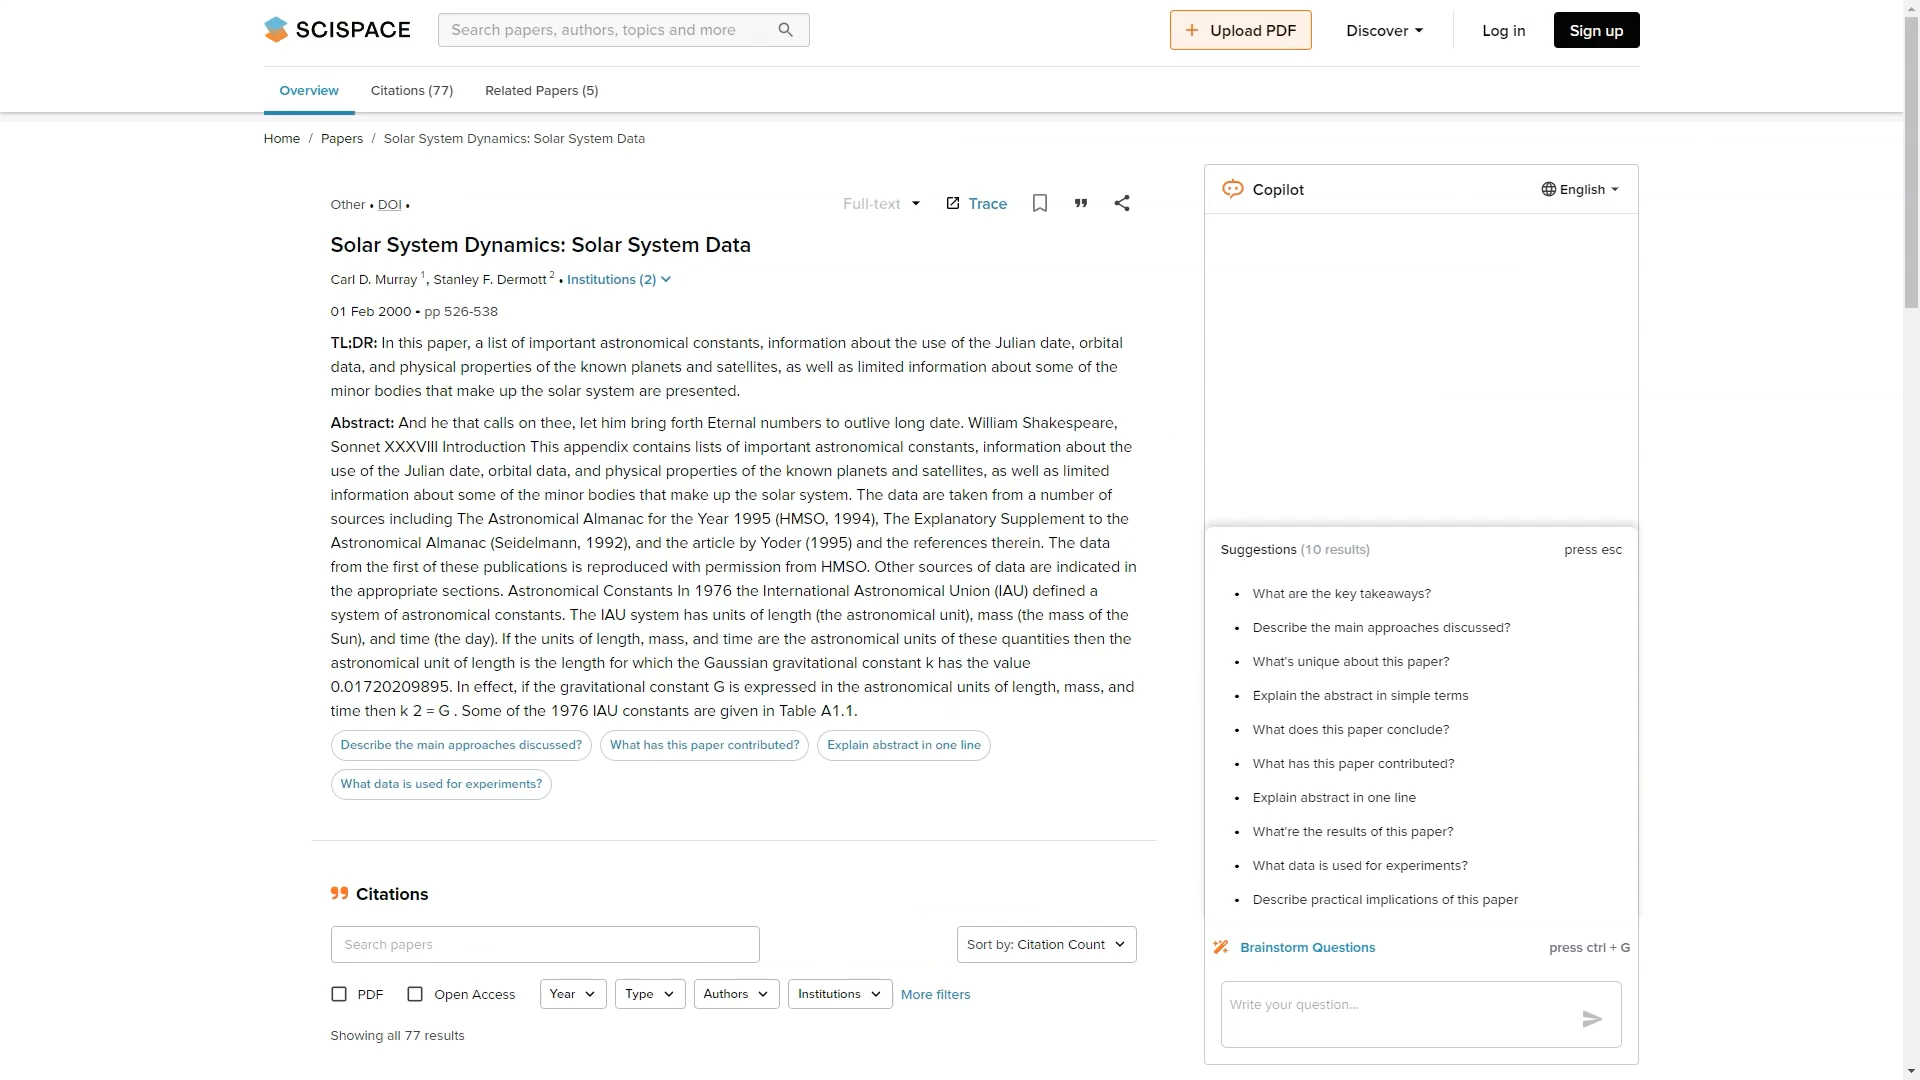 SCISPACE
Search papers, authors, topics and more
Upload PDF
Discover
Log in
Sign up
Overview
Citations (77)
Related Papers (5)
Home / Papers / Solar System Dynamics: Solar System Data
Other • DOI •
Full-text
Trace
Solar System Dynamics: Solar System Data
Carl D. Murray 1, Stanley F. Dermott 2 • Institutions (2)
01 Feb 2000 - pp 526-538
TL;DR: In this paper, a list of important astronomical constants, information about the use of the Julian date, orbital
data, and physical properties of the known planets and satellites, as well as limited information about some of the
minor bodies that make up the solar system are presented.
Abstract: And he that calls on thee, let him bring forth Eternal numbers to outlive long date. William Shakespeare,
Sonnet XXXVIII Introduction This appendix contains lists of important astronomical constants, information about the
use of the Julian date, orbital data, and physical properties of the known planets and satellites, as well as limited
information about some of the minor bodies that make up the solar system. The data are taken from a number of
sources including The Astronomical Almanac for the Year 1995 (HMSO, 1994), The Explanatory Supplement to the
Astronomical Almanac (Seidelmann, 1992), and the article by Yoder (1995) and the references therein. The data
from the first of these publications is reproduced with permission from HMSO. Other sources of data are indicated in
the appropriate sections. Astronomical Constants In 1976 the International Astronomical Union (IAU) defined a
system of astronomical constants. The IAU system has units of length (the astronomical unit), mass (the mass of the
Sun), and time (the day). If the units of length, mass, and time are the astronomical units of these quantities then the
astronomical unit of length is the length for which the Gaussian gravitational constant k has the value
0.01720209895. In effect, if the gravitational constant G is expressed in the astronomical units of length, mass, and
time then k 2 = G . Some of the 1976 IAU constants are given in Table A1.1.
Describe the main approaches discussed?
What has this paper contributed?
Explain abstract in one line
What data is used for experiments?
Citations
Search papers
Sort by: Citation Count
PDF
Open Access
Year
Type
Authors
Institutions
More filters
Showing all 77 results
Copilot
English
Suggestions (10 results)
press esc
• What are the key takeaways?
• Describe the main approaches discussed?
• What's unique about this paper?
• Explain the abstract in simple terms
• What does this paper conclude?
• What has this paper contributed?
• Explain abstract in one line
• What're the results of this paper?
• What data is used for experiments?
• Describe practical implications of this paper
Brainstorm Questions
press ctrl + G
Write your question...